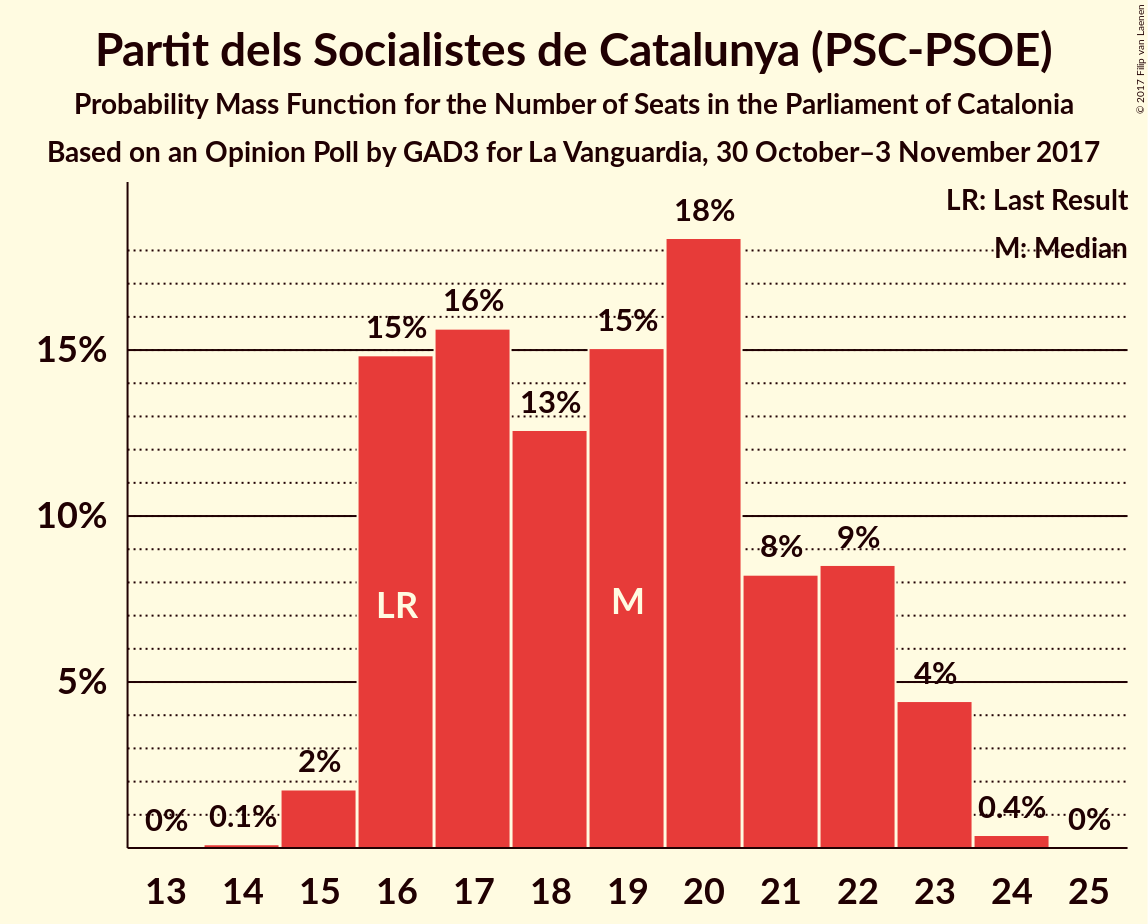 Partit dels Socialistes de Catalunya (PSC-PSOE)
Probability Mass Function for the Number of Seats in the Parliament of Catalonia
Based on an Opinion Poll by GAD3 for La Vanguardia, 30 October–3 November 2017
© 2017 Filip van Laenen
LR: Last Result
M: Median
15%
10%
5%
0%
0.1%
2%
15%
16%
13%
15%
18%
8%
9%
4%
0.4%
0%
LR
M
13 14 15 16 17 18 19 20 21 22 23 24 25